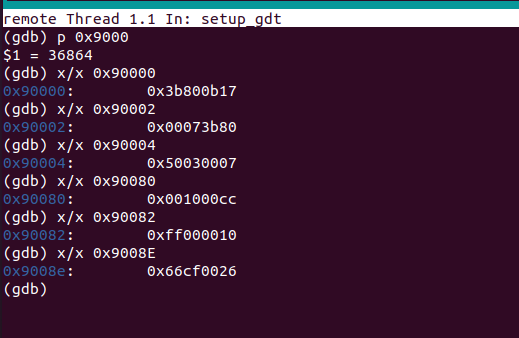 remote Thread 1.1 In: setup_gdt
(gdb) p 0x9000
$1 = 36864
(gdb) x/x 0x90000
0x90000:        0x3b800b17
(gdb) x/x 0x90002
0x90002:        0x00073b80
(gdb) x/x 0x90004
0x90004:        0x50030007
(gdb) x/x 0x90080
0x90080:        0x001000cc
(gdb) x/x 0x90082
0x90082:        0xff000010
(gdb) x/x 0x9008E
0x9008e:        0x66cf0026
(gdb)